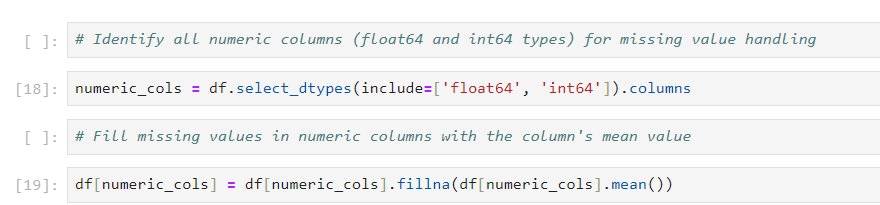 [ ]: # Identify all numeric columns (float64 and int64 types) for missing value handling
[18]: numeric_cols = df.select_dtypes(include=['float64', 'int64']).columns
[ ]: # Fill missing values in numeric columns with the column's mean value
[19]: df[numeric_cols] = df[numeric_cols].fillna(df[numeric_cols].mean())